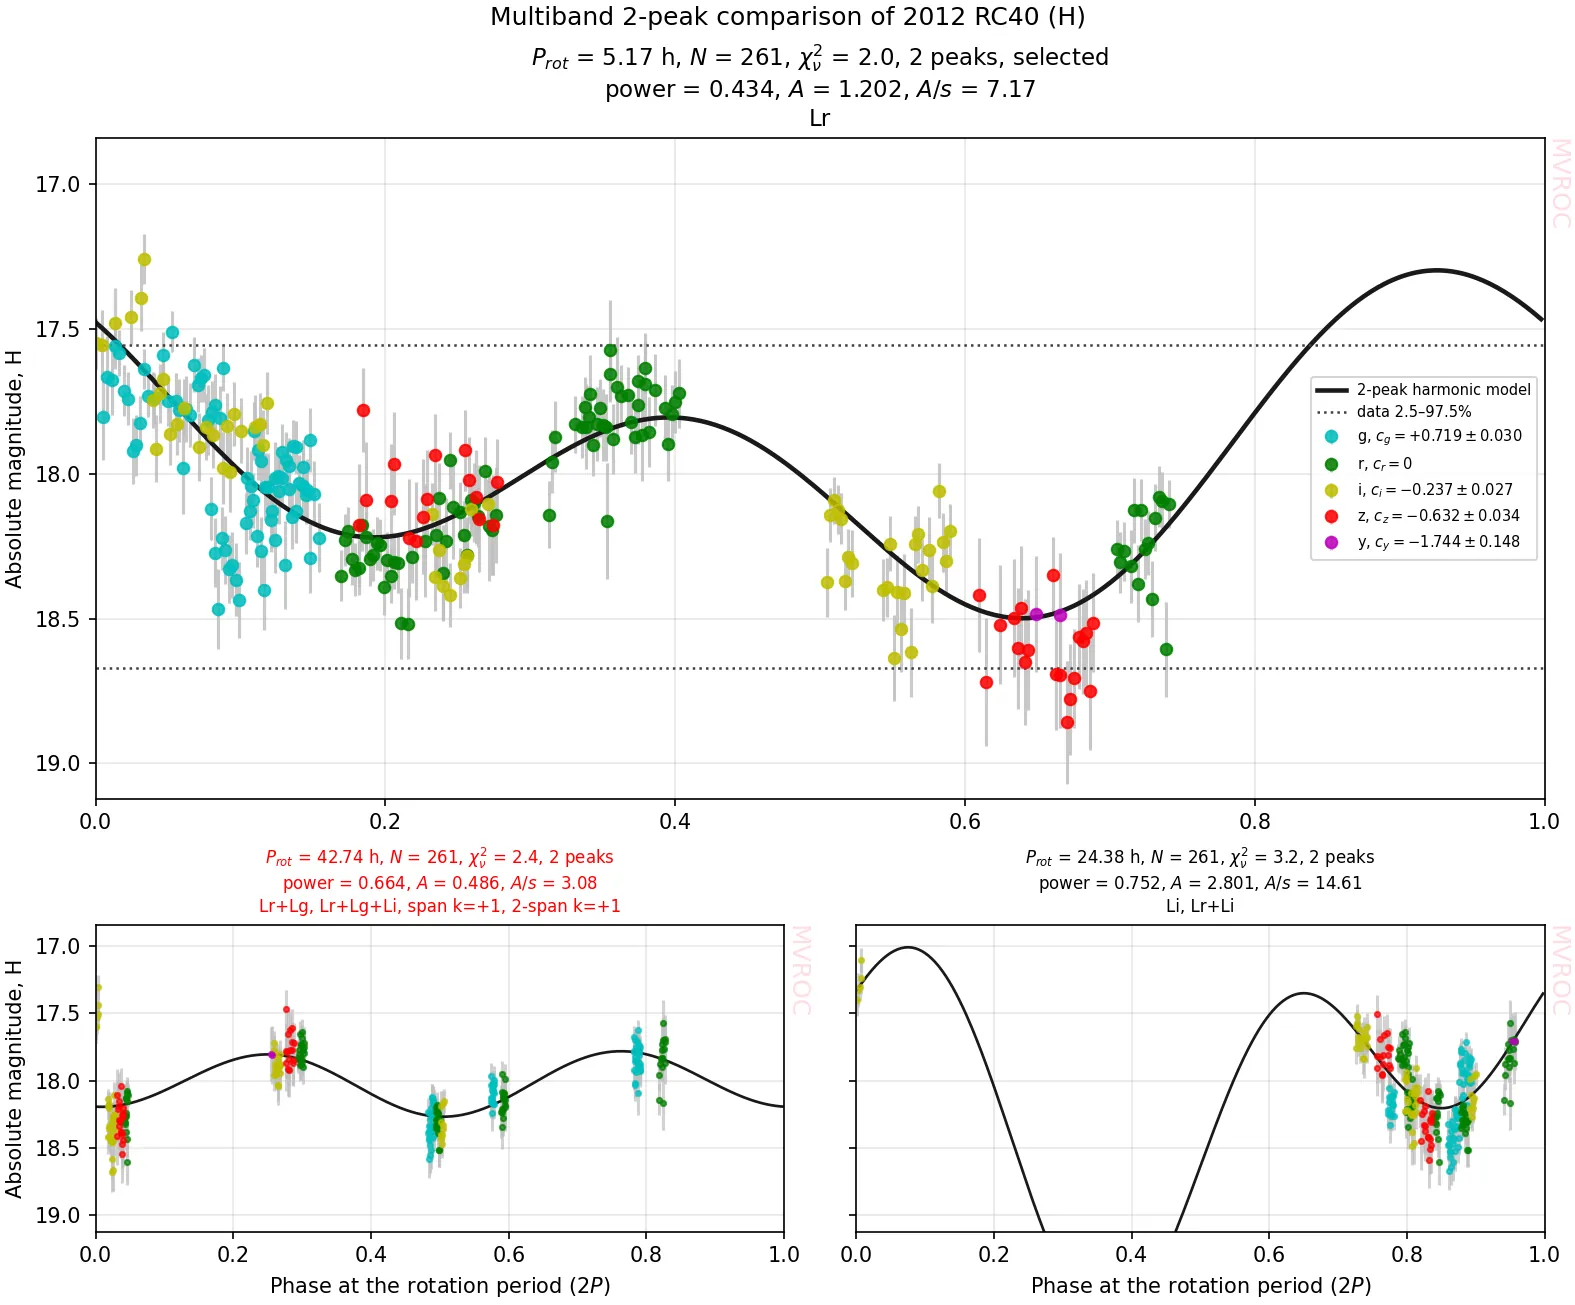 Multiband 2-peak comparison of 2012 RC40 (H)
P_rot = 5.17 h, N = 261, χ²_ν = 2.0, 2 peaks, selected
power = 0.434, A = 1.202, A/s = 7.17
Lr
MVROC
Absolute magnitude, H
17.0
17.5
18.0
18.5
19.0
2-peak harmonic model
data 2.5–97.5%
g, c_g = +0.719 ± 0.030
r, c_r = 0
i, c_i = −0.237 ± 0.027
z, c_z = −0.632 ± 0.034
y, c_y = −1.744 ± 0.148
0.0 0.2 0.4 0.6 0.8 1.0
P_rot = 42.74 h, N = 261, χ²_ν = 2.4, 2 peaks
power = 0.664, A = 0.486, A/s = 3.08
Lr+Lg, Lr+Lg+Li, span k=+1, 2-span k=+1
MVROC
Absolute magnitude, H
17.0
17.5
18.0
18.5
19.0
0.0 0.2 0.4 0.6 0.8 1.0
Phase at the rotation period (2P)
P_rot = 24.38 h, N = 261, χ²_ν = 3.2, 2 peaks
power = 0.752, A = 2.801, A/s = 14.61
Li, Lr+Li
MVROC
0.0 0.2 0.4 0.6 0.8 1.0
Phase at the rotation period (2P)